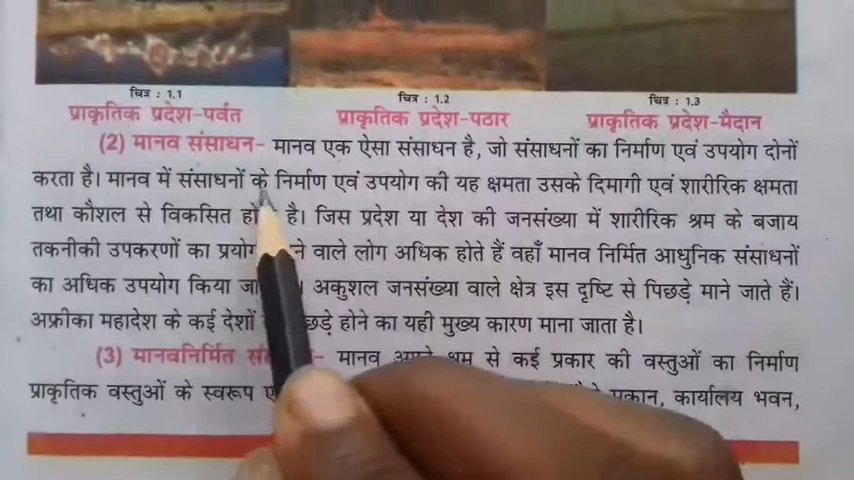 चित्र : 1.1 चित्र : 1.2 चित्र : 1.3
प्राकृतिक प्रदेश-पर्वत प्राकृतिक प्रदेश-पठार प्राकृतिक प्रदेश-मैदान
(2) मानव संसाधन- मानव एक ऐसा संसाधन है, जो संसाधनों का निर्माण एवं उपयोग दोनों
करता है। मानव में संसाधनों के निर्माण एवं उपयोग की यह क्षमता उसके दिमागी एवं शारीरिक क्षमता
तथा कौशल से विकसित है। जिस प्रदेश या देश की जनसंख्या में शारीरिक श्रम के बजाय
तकनीकी उपकरणों का वाले लोग अधिक होते हैं वहाँ मानव निर्मित आधुनिक संसाधनों
का अधिक उपयोग किया अकुशल जनसंख्या वाले क्षेत्र इस दृष्टि से पिछड़े माने जाते हैं।
अफ्रीका महादेश के कई देशों होने का यही मुख्य कारण माना जाता है।
(3) मानवनिर्मित मानव अपने श्रम से कई प्रकार की वस्तुओं का निर्माण
प्राकृतिक वस्तुओं के स्वरूप मकान, कार्यालय भवन,